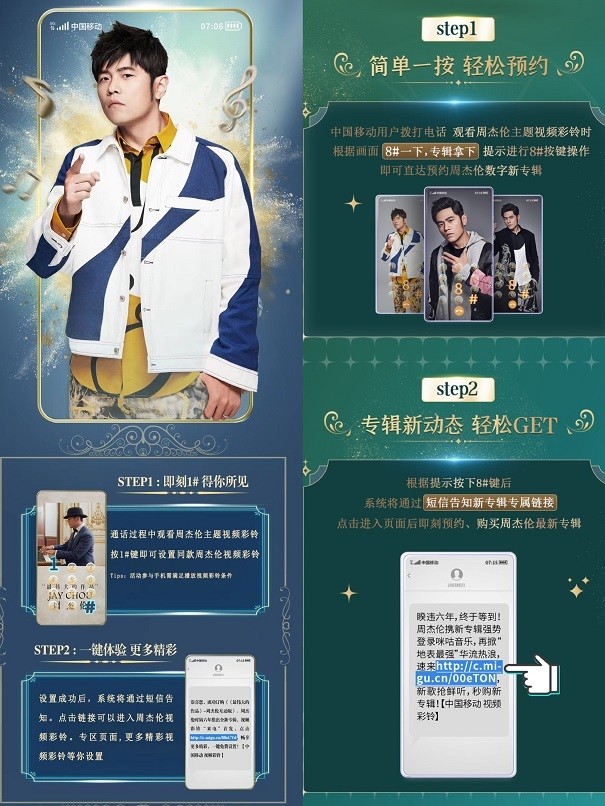 中国移动
07:06
STEP1：即刻1# 得你所见
通话过程中观看周杰伦主题视频彩铃
按1#键即可设置同款周杰伦视频彩铃
Tips：活动参与手机需满足播放视频彩铃条件
1
#
JAY CHOU
周杰伦
STEP2：一键体验 更多精彩
设置成功后，系统将通过短信告
知。点击链接可以进入周杰伦视
频彩铃。专区页面,更多精彩视
频彩铃等你设置
中国移动
step1
简单一按 轻松预约
中国移动用户拨打电话 观看周杰伦主题视频彩铃时
根据画面 8#一下,专辑拿下 提示进行8#按键操作
即可直达预约周杰伦数字新专辑
8
#
8
#
8
#
step2
专辑新动态 轻松GET
根据提示按下8#键后
系统将通过 短信告知新专辑专属链接
点击进入页面后即刻预约、购买周杰伦最新专辑
中国移动
07:15
暌违六年,终于等到!
周杰伦携新专辑强势
登录咪咕音乐,再掀“
地表最强”华流热浪,
速来http://c.mi-
gu.cn/00eTON,
新歌抢鲜听,秒购新
专辑!【中国移动 视频
彩铃】